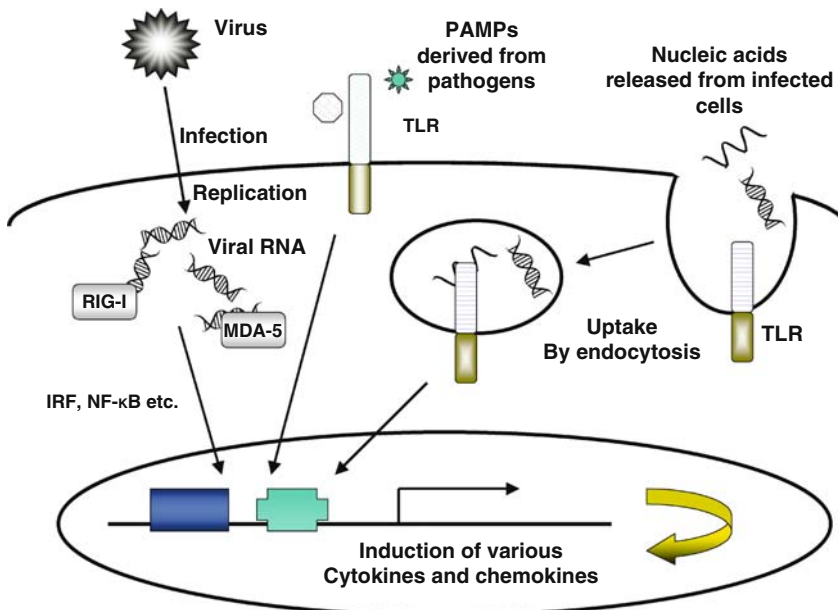 Virus
PAMPs
derived from
pathogens
Nucleic acids
released from infected
cells
TLR
Infection
Replication
Viral RNA
RIG-I
MDA-5
Uptake
By endocytosis
TLR
IRF, NF-κB etc.
Induction of various
Cytokines and chemokines